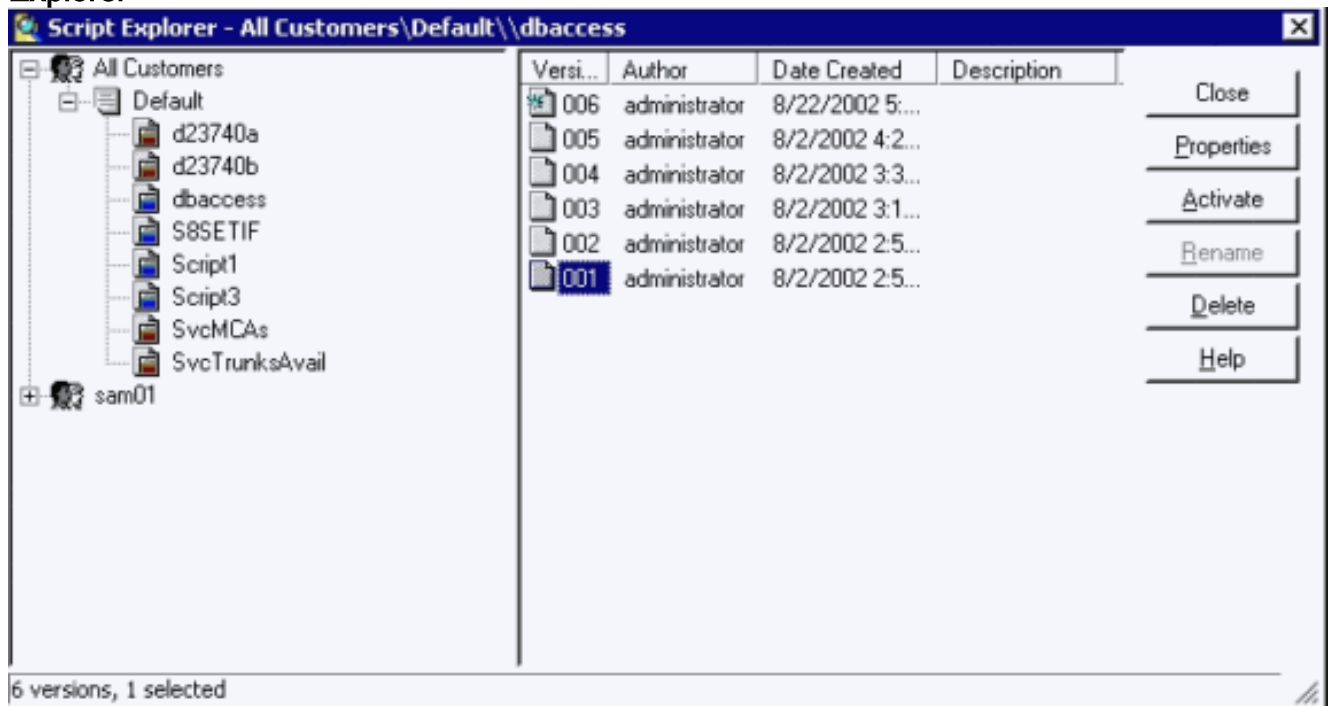 Script Explorer - All Customers\Default\\dbaccess
All Customers
Default
d23740a
d23740b
dbaccess
S8SETIF
Script1
Script3
SvcMCAs
SvcTrunksAvail
sam01
Versi... Author Date Created Description
006 administrator 8/22/2002 5:...
005 administrator 8/2/2002 4:2...
004 administrator 8/2/2002 3:3...
003 administrator 8/2/2002 3:1...
002 administrator 8/2/2002 2:5...
001 administrator 8/2/2002 2:5...
Close
Properties
Activate
Rename
Delete
Help
6 versions, 1 selected